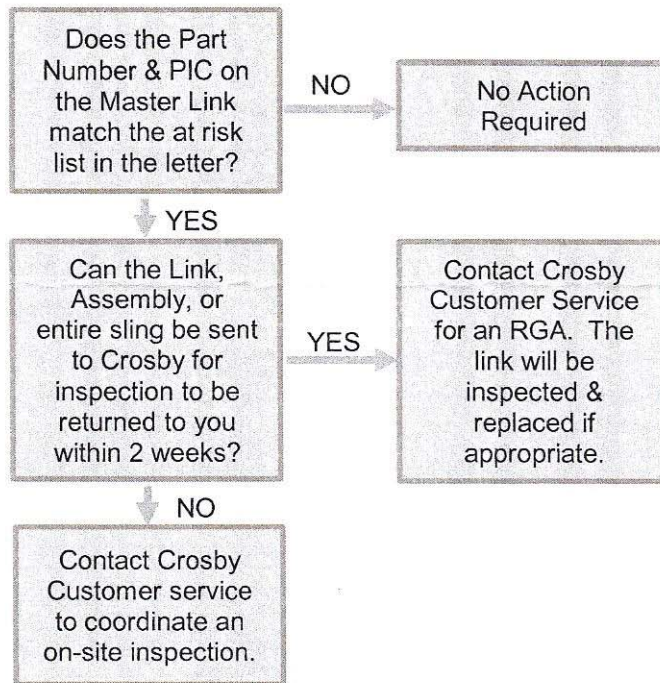 Does the Part
Number & PIC on
the Master Link
match the at risk
list in the letter?
NO
No Action
Required
YES
Can the Link,
Assembly, or
entire sling be sent
to Crosby for
inspection to be
returned to you
within 2 weeks?
YES
Contact Crosby
Customer Service
for an RGA. The
link will be
inspected &
replaced if
appropriate.
NO
Contact Crosby
Customer service
to coordinate an
on-site inspection.